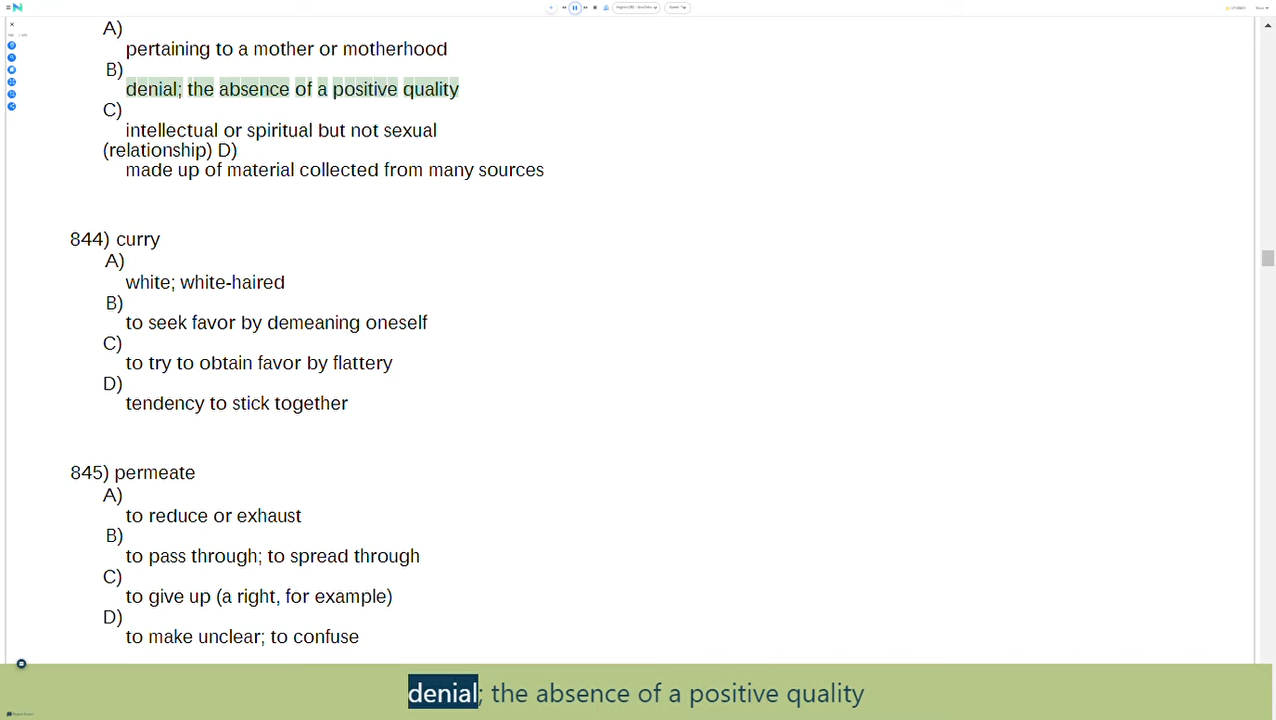 A)
pertaining to a mother or motherhood
B)
denial; the absence of a positive quality
C)
intellectual or spiritual but not sexual
(relationship) D)
made up of material collected from many sources
844) curry
A)
white; white-haired
B)
to seek favor by demeaning oneself
C)
to try to obtain favor by flattery
D)
tendency to stick together
845) permeate
A)
to reduce or exhaust
B)
to pass through; to spread through
C)
to give up (a right, for example)
D)
to make unclear; to confuse
denial; the absence of a positive quality